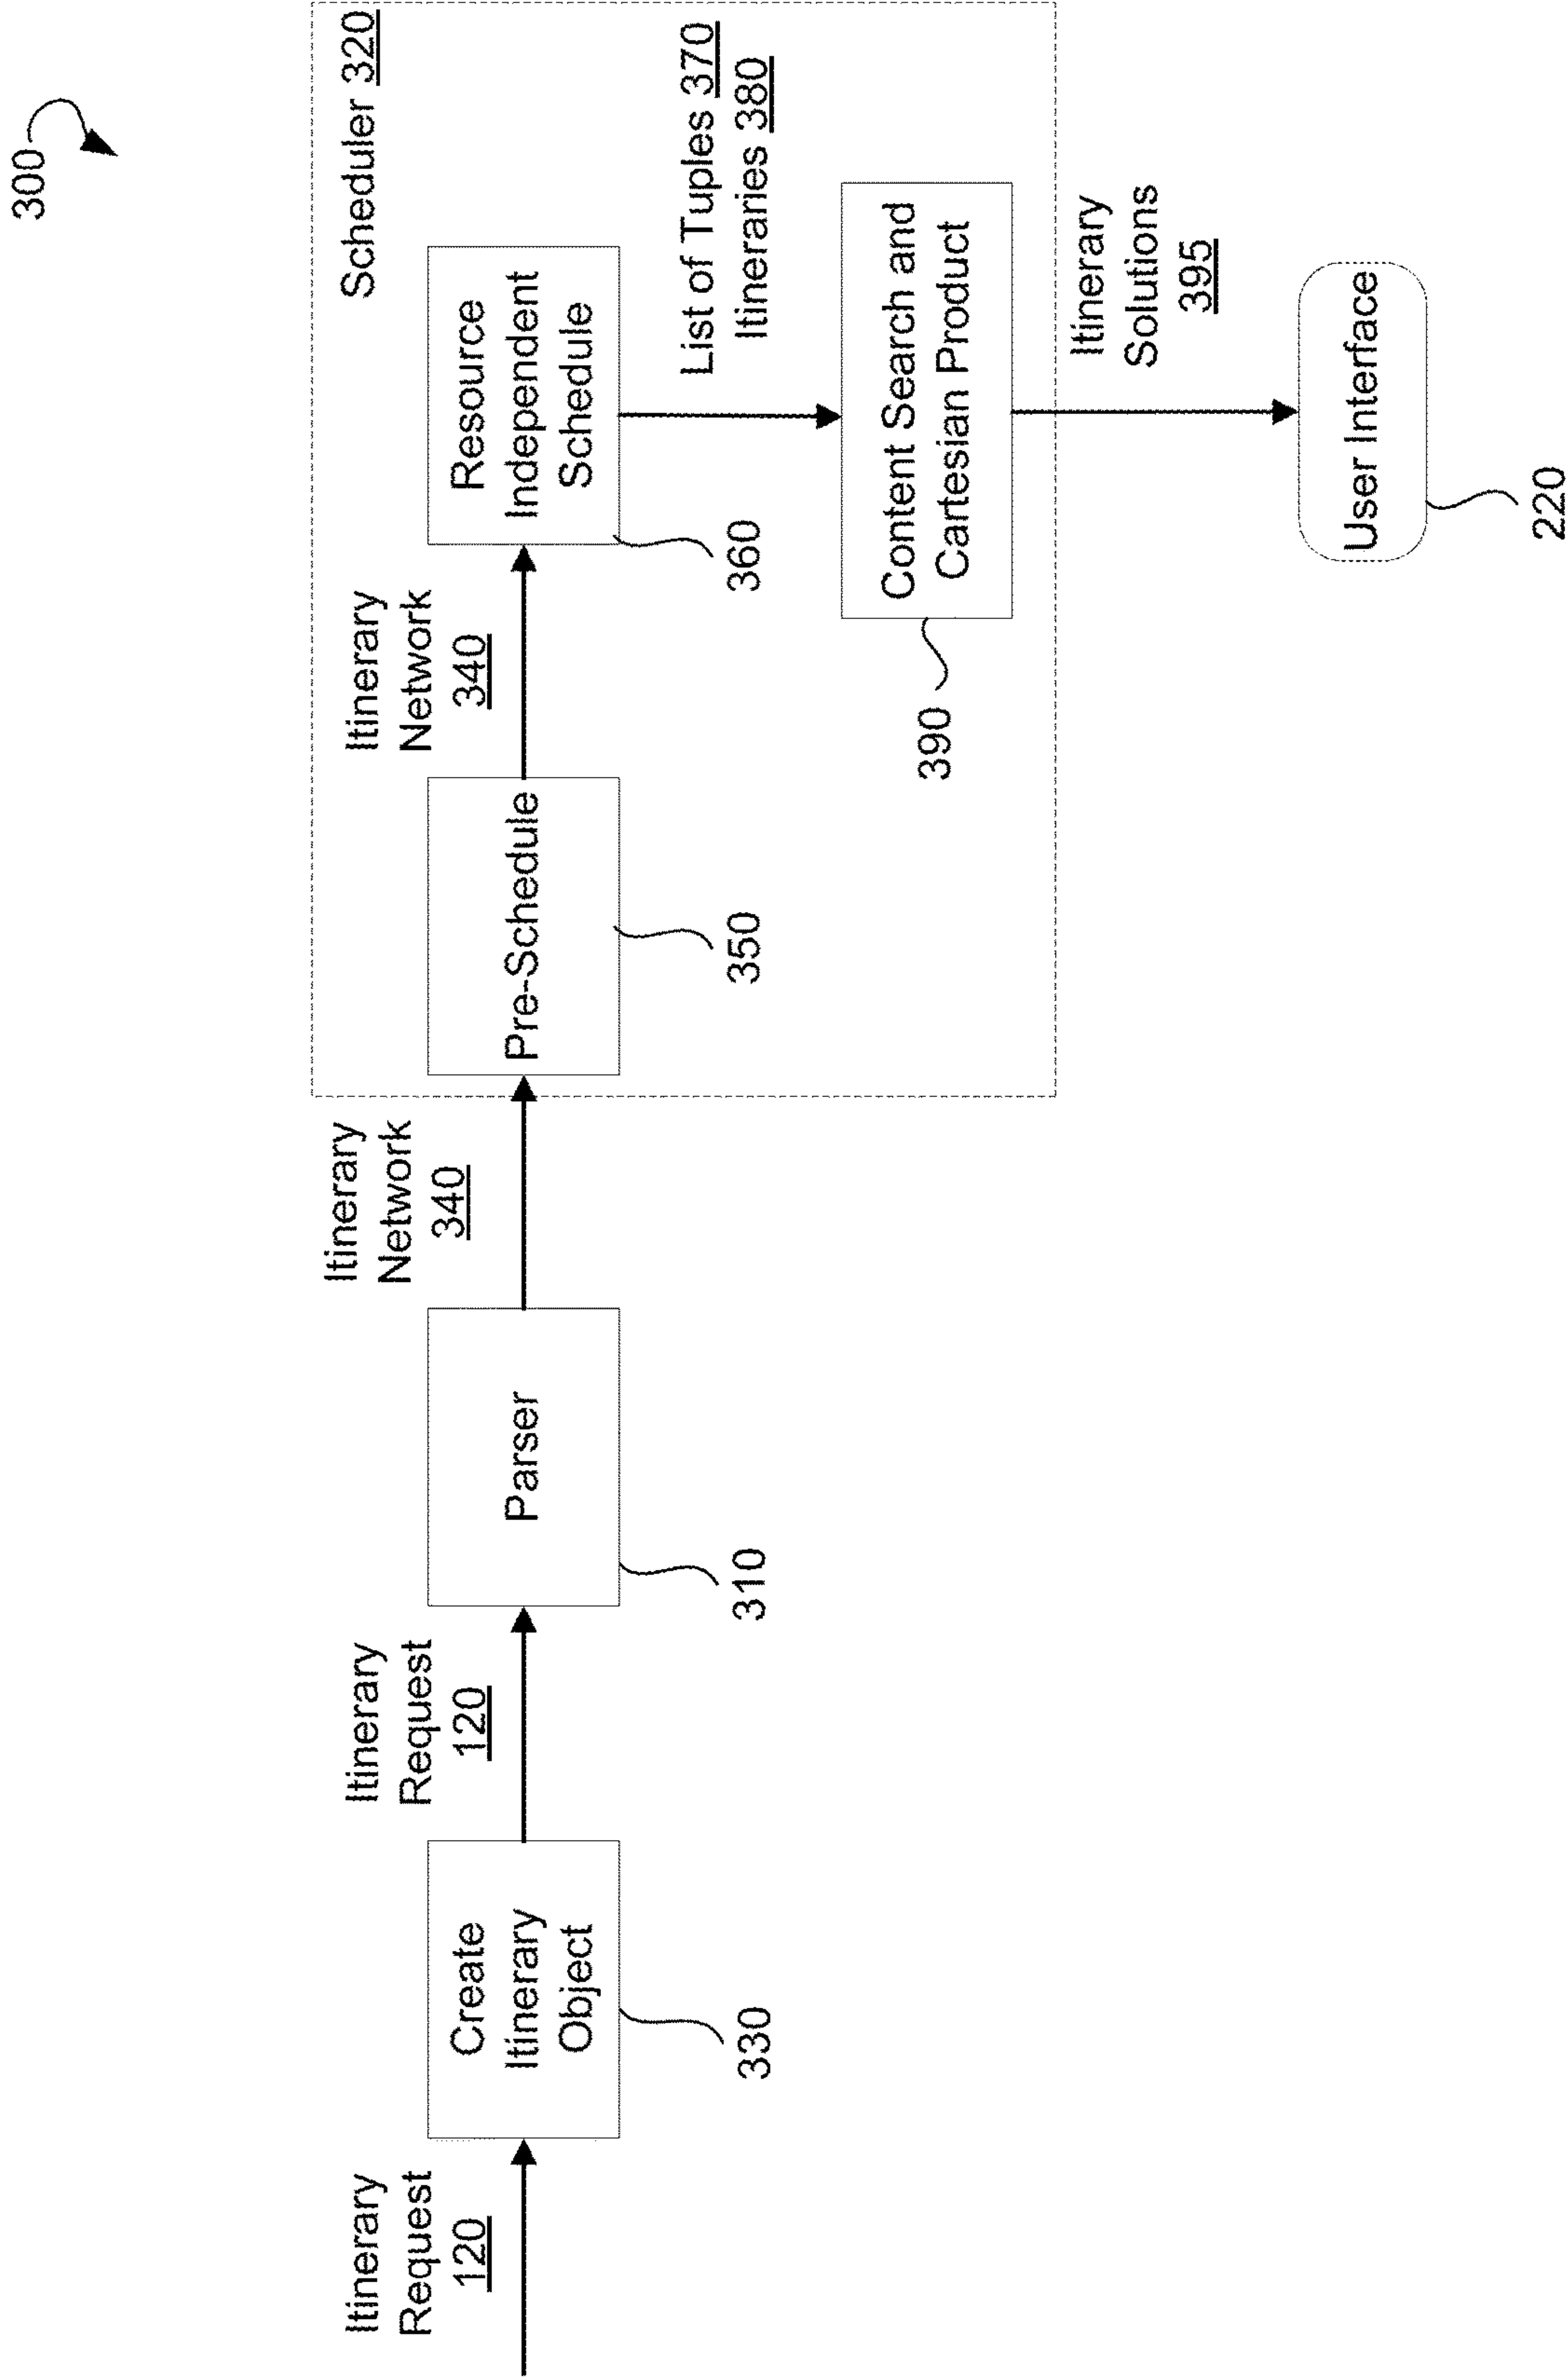 300
Scheduler 320
Itinerary
Request
120
Create
Itinerary
Object
330
Itinerary
Request
120
Parser
310
Itinerary
Network
340
Pre-Schedule
350
Itinerary
Network
340
Resource
Independent
Schedule
360
List of Tuples 370
Itineraries 380
Content Search and
Cartesian Product
390
Itinerary
Solutions
395
User Interface
220